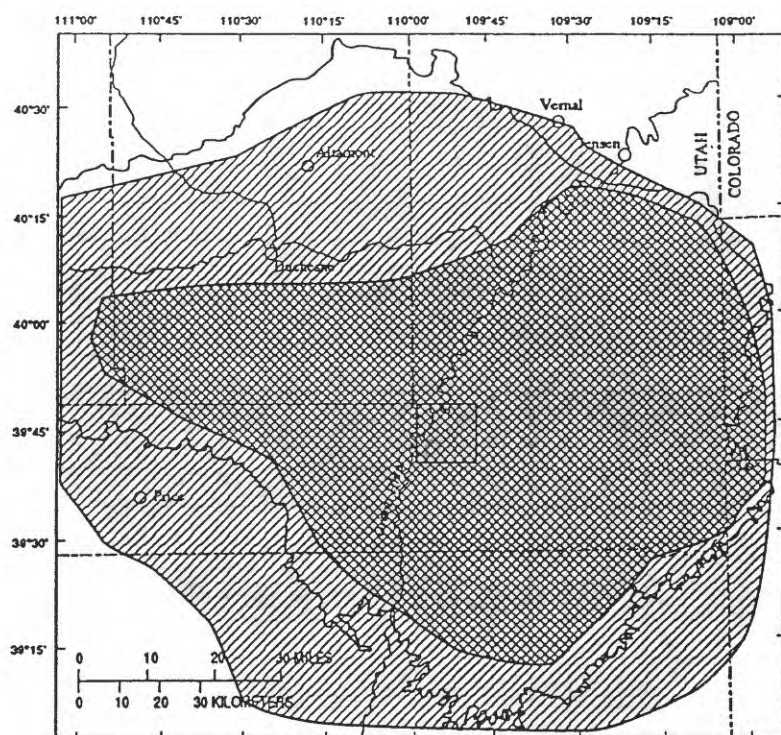 111°00' 110°45' 110°30' 110°15' 110°00' 109°45' 109°30' 109°15' 109°00'
40°30'
Vernal
Altamont
UTAH
COLORADO
40°15'
Duchesne
40°00'
39°45'
Price
39°30'
39°15'
0 10 20 30 MILES
0 10 20 30 KILOMETERS